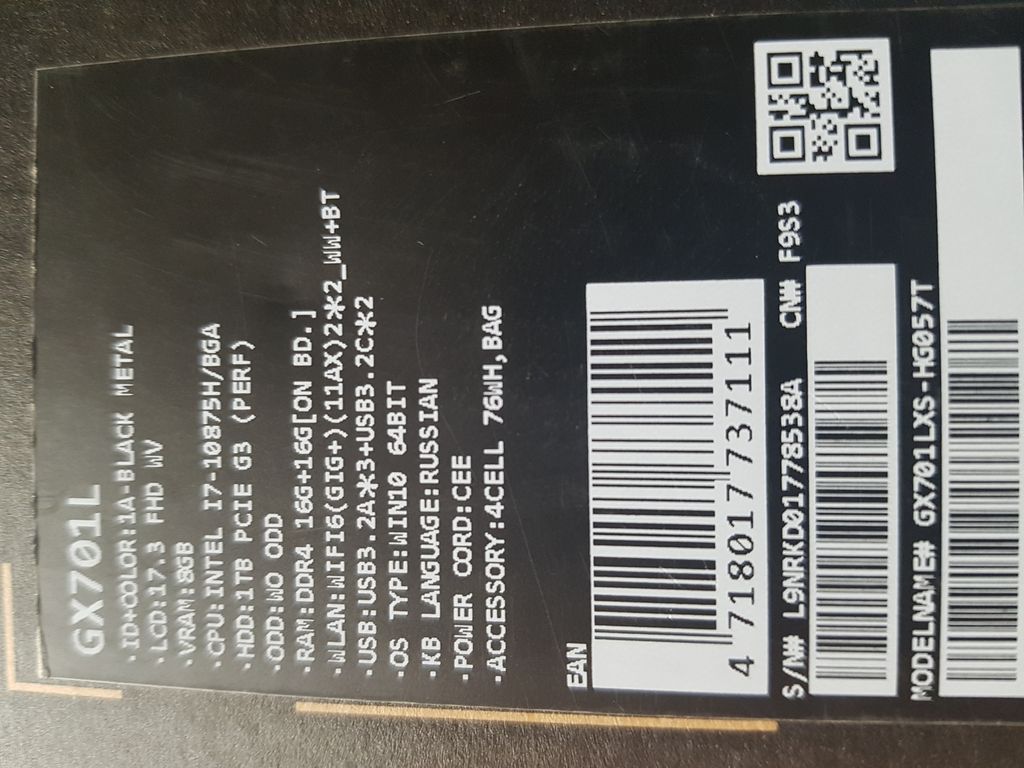 GX701L
·ID+COLOR:1A-BLACK METAL
·LCD:17.3 FHD WV
·VRAM:8GB
·CPU:INTEL I7-10875H/BGA
·HDD:1TB PCIE G3 (PERF)
·ODD:WO ODD
·RAM:DDR4 16G+16G[ON BD.]
·WLAN:WIFI6(GIG+)(11AX)2*2_WW+BT
·USB:USB3.2A*3+USB3.2C*2
·OS TYPE:WIN10 64BIT
·KB LANGUAGE:RUSSIAN
·POWER CORD:CEE
·ACCESSORY:4CELL 76WH,BAG
EAN
4 718017 737111
S/N# L9NRKD01778538A CN# F9S3
MODELNAME# GX701LXS-HG057T